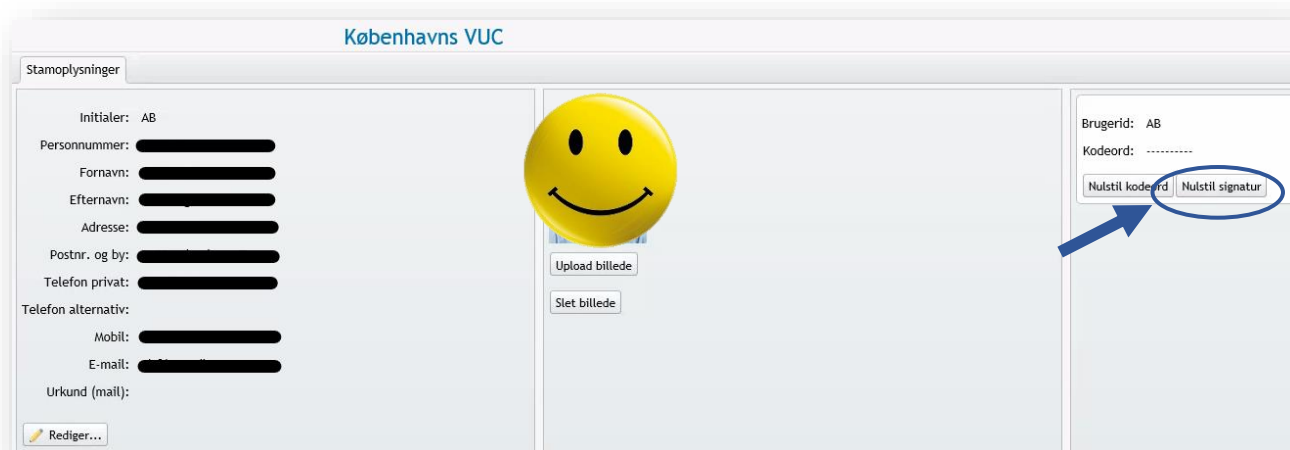 Københavns VUC
Stamoplysninger
Initialer: AB
Personnummer:
Fornavn:
Efternavn:
Adresse:
Postnr. og by:
Telefon privat:
Telefon alternativ:
Mobil:
E-mail:
Urkund (mail):
Rediger...
Upload billede
Slet billede
Brugerid: AB
Kodeord: ----------
Nulstil kodeord Nulstil signatur